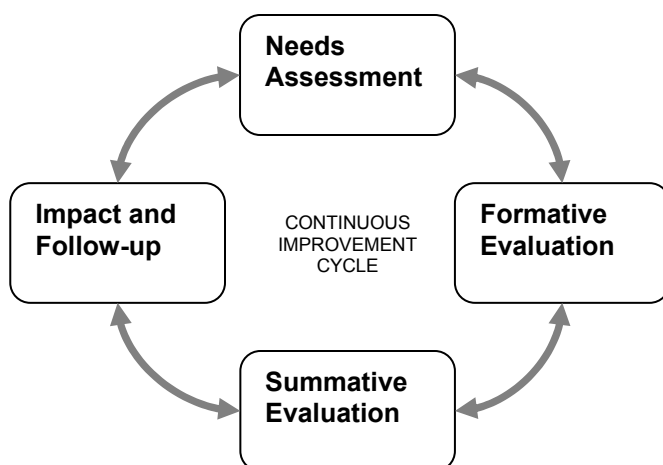 Needs
Assessment
Impact and
Follow-up
CONTINUOUS
IMPROVEMENT
CYCLE
Formative
Evaluation
Summative
Evaluation